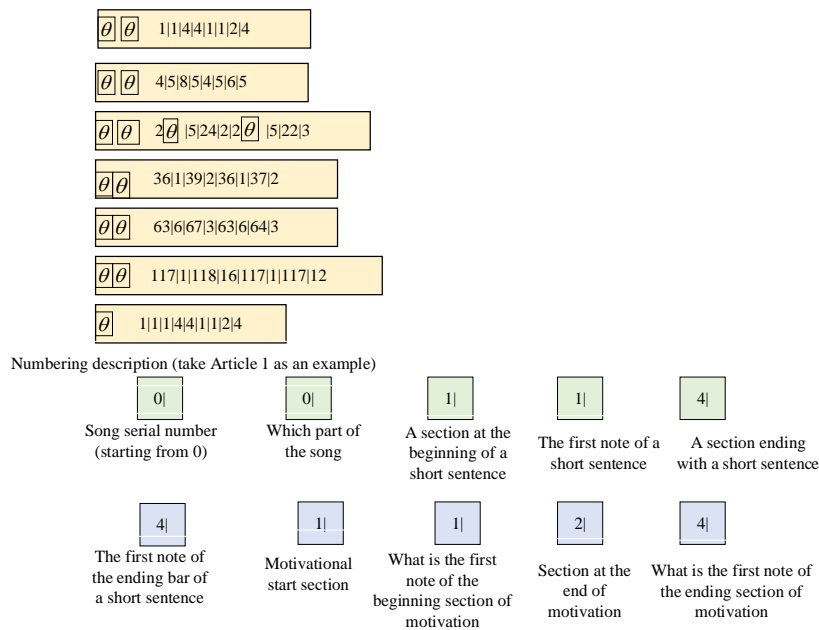 θ θ 1|1|4|4|1|1|2|4
θ θ 4|5|8|5|4|5|6|5
θ θ 2θ |5|24|2|2θ |5|22|3
θθ 36|1|39|2|36|1|37|2
θθ 63|6|67|3|63|6|64|3
θθ 117|1|118|16|117|1|117|12
θ 1|1|1|4|4|1|1|2|4
Numbering description (take Article 1 as an example)
0|
Song serial number
(starting from 0)
0|
Which part of
the song
1|
A section at the
beginning of a
short sentence
1|
The first note of a
short sentence
4|
A section ending
with a short sentence
4|
The first note of
the ending bar of
a short sentence
1|
Motivational
start section
1|
What is the first
note of the
beginning section of
motivation
2|
Section at the
end of
motivation
4|
What is the first note of
the ending section of
motivation